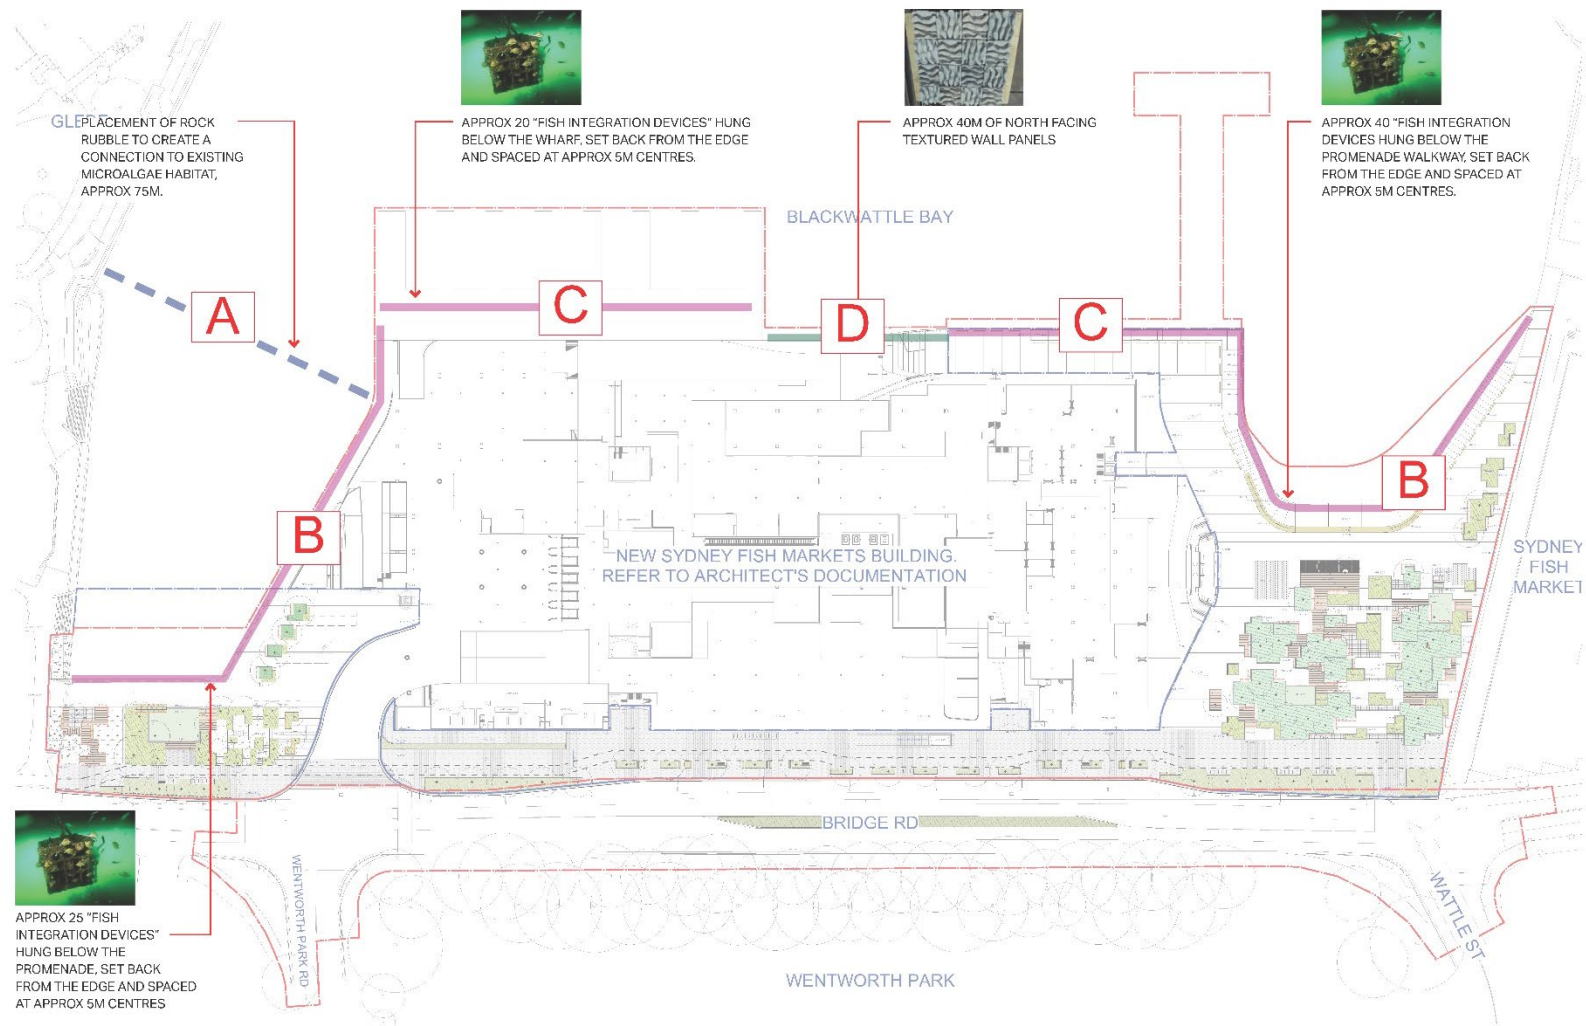 GLEBE
PLACEMENT OF ROCK
RUBBLE TO CREATE A
CONNECTION TO EXISTING
MICROALGAE HABITAT,
APPROX 75M.
APPROX 20 "FISH INTEGRATION DEVICES" HUNG
BELOW THE WHARF, SET BACK FROM THE EDGE
AND SPACED AT APPROX 5M CENTRES.
APPROX 40M OF NORTH FACING
TEXTURED WALL PANELS
APPROX 40 "FISH INTEGRATION
DEVICES HUNG BELOW THE
PROMENADE WALKWAY, SET BACK
FROM THE EDGE AND SPACED AT
APPROX 5M CENTRES.
BLACKWATTLE BAY
A
C
D
C
B
B
NEW SYDNEY FISH MARKETS BUILDING.
REFER TO ARCHITECT'S DOCUMENTATION
SYDNEY
FISH
MARKET
BRIDGE RD
WENTWORTH PARK RD
WATTLE ST
APPROX 25 "FISH
INTEGRATION DEVICES"
HUNG BELOW THE
PROMENADE, SET BACK
FROM THE EDGE AND SPACED
AT APPROX 5M CENTRES
WENTWORTH PARK